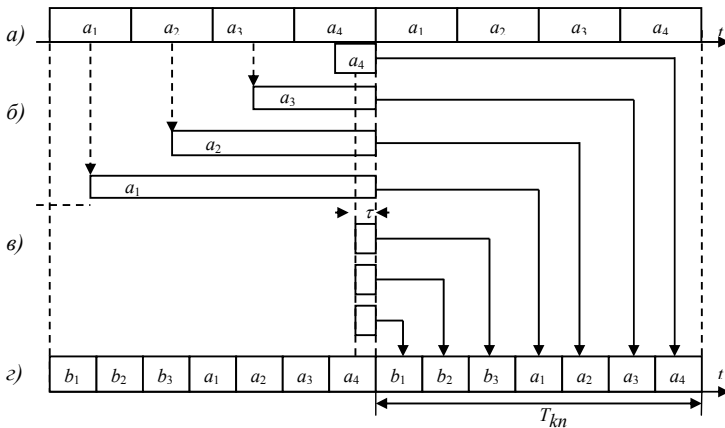 a₁ a₂ a₃ a₄ a₁ a₂ a₃ a₄
а) t
a₄
a₃
б)
a₂
a₁
τ
в)
г) b₁ b₂ b₃ a₁ a₂ a₃ a₄ b₁ b₂ b₃ a₁ a₂ a₃ a₄ t
Tkn